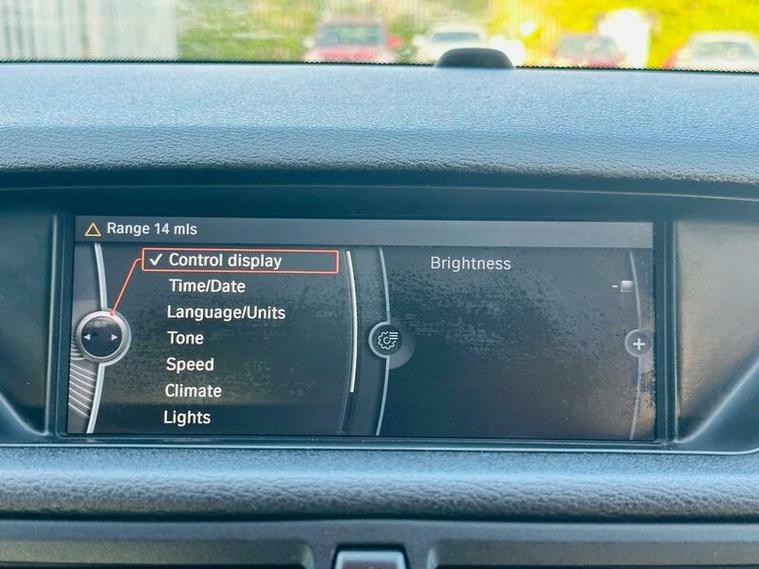 Range 14 mls
Control display
Time/Date
Language/Units
Tone
Speed
Climate
Lights
Brightness